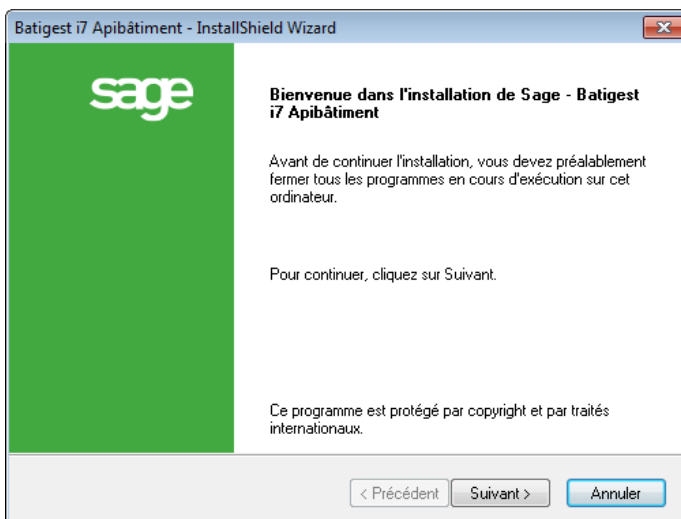 Batigest i7 Apibâtiment - InstallShield Wizard
sage
Bienvenue dans l'installation de Sage - Batigest
i7 Apibâtiment
Avant de continuer l'installation, vous devez préalablement
fermer tous les programmes en cours d'exécution sur cet
ordinateur.
Pour continuer, cliquez sur Suivant.
Ce programme est protégé par copyright et par traités
internationaux.
< Précédent Suivant > Annuler